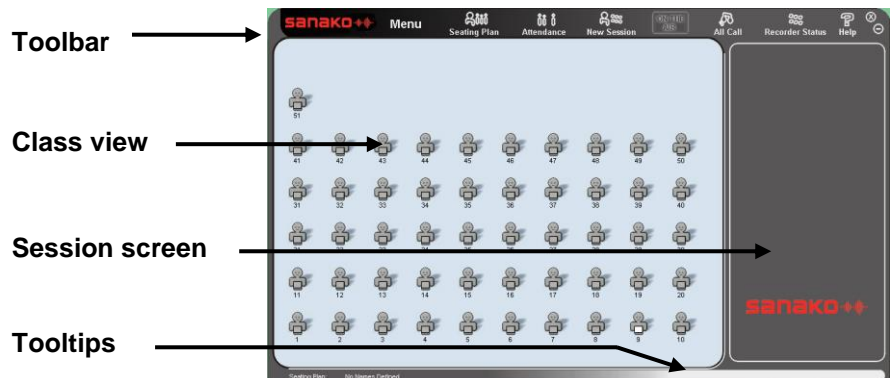 Toolbar
sanako
Menu
Seating Plan
Attendance
New Session
ON THE
AIR
All Call
Recorder Status
Help
51
Class view
41 42 43 44 45 46 47 48 49 50
31 32 33 34 35 36 37 38 39 40
Session screen
11 12 13 14 15 16 17 18 19 20
sanako
1 2 3 4 5 6 7 8 9 10
Tooltips
Seating Plan: No Names Defined